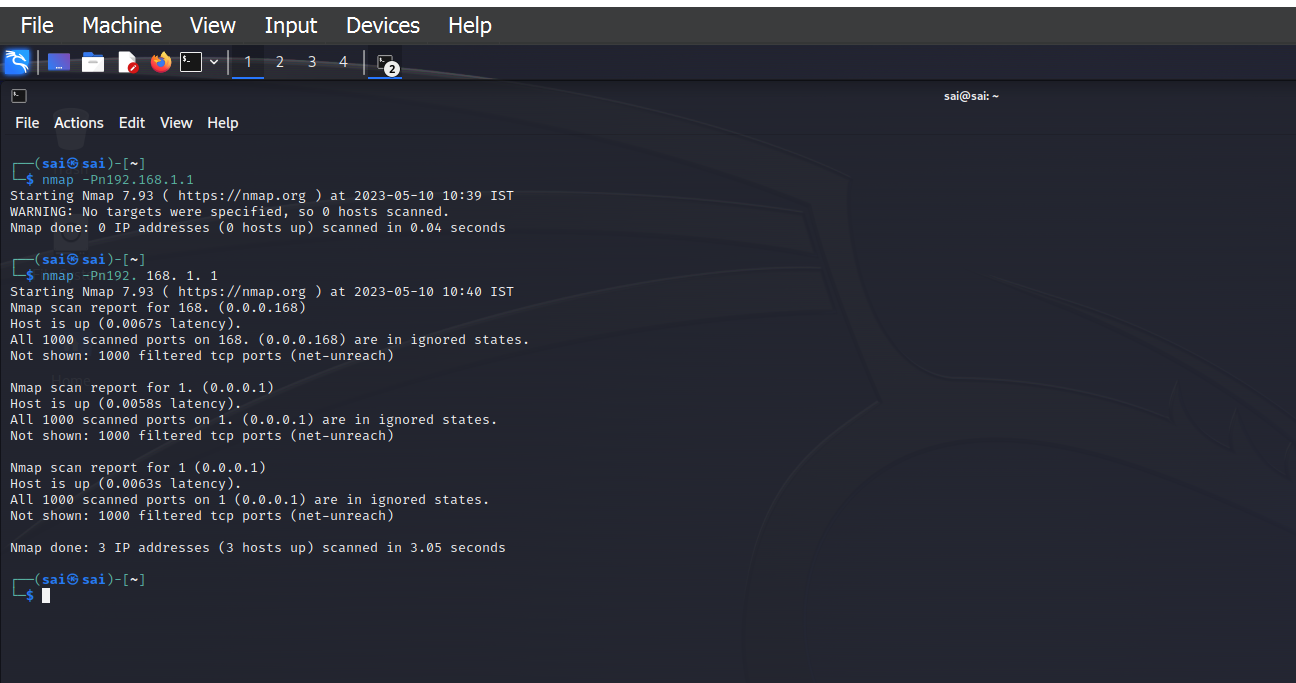 File Machine View Input Devices Help
1 2 3 4 2
sai@sai: ~
File Actions Edit View Help
┌──(sai㉿sai)-[~]
└─$ nmap -Pn192.168.1.1
Starting Nmap 7.93 ( https://nmap.org ) at 2023-05-10 10:39 IST
WARNING: No targets were specified, so 0 hosts scanned.
Nmap done: 0 IP addresses (0 hosts up) scanned in 0.04 seconds
┌──(sai㉿sai)-[~]
└─$ nmap -Pn192. 168. 1. 1
Starting Nmap 7.93 ( https://nmap.org ) at 2023-05-10 10:40 IST
Nmap scan report for 168. (0.0.0.168)
Host is up (0.0067s latency).
All 1000 scanned ports on 168. (0.0.0.168) are in ignored states.
Not shown: 1000 filtered tcp ports (net-unreach)
Nmap scan report for 1. (0.0.0.1)
Host is up (0.0058s latency).
All 1000 scanned ports on 1. (0.0.0.1) are in ignored states.
Not shown: 1000 filtered tcp ports (net-unreach)
Nmap scan report for 1 (0.0.0.1)
Host is up (0.0063s latency).
All 1000 scanned ports on 1 (0.0.0.1) are in ignored states.
Not shown: 1000 filtered tcp ports (net-unreach)
Nmap done: 3 IP addresses (3 hosts up) scanned in 3.05 seconds
┌──(sai㉿sai)-[~]
└─$